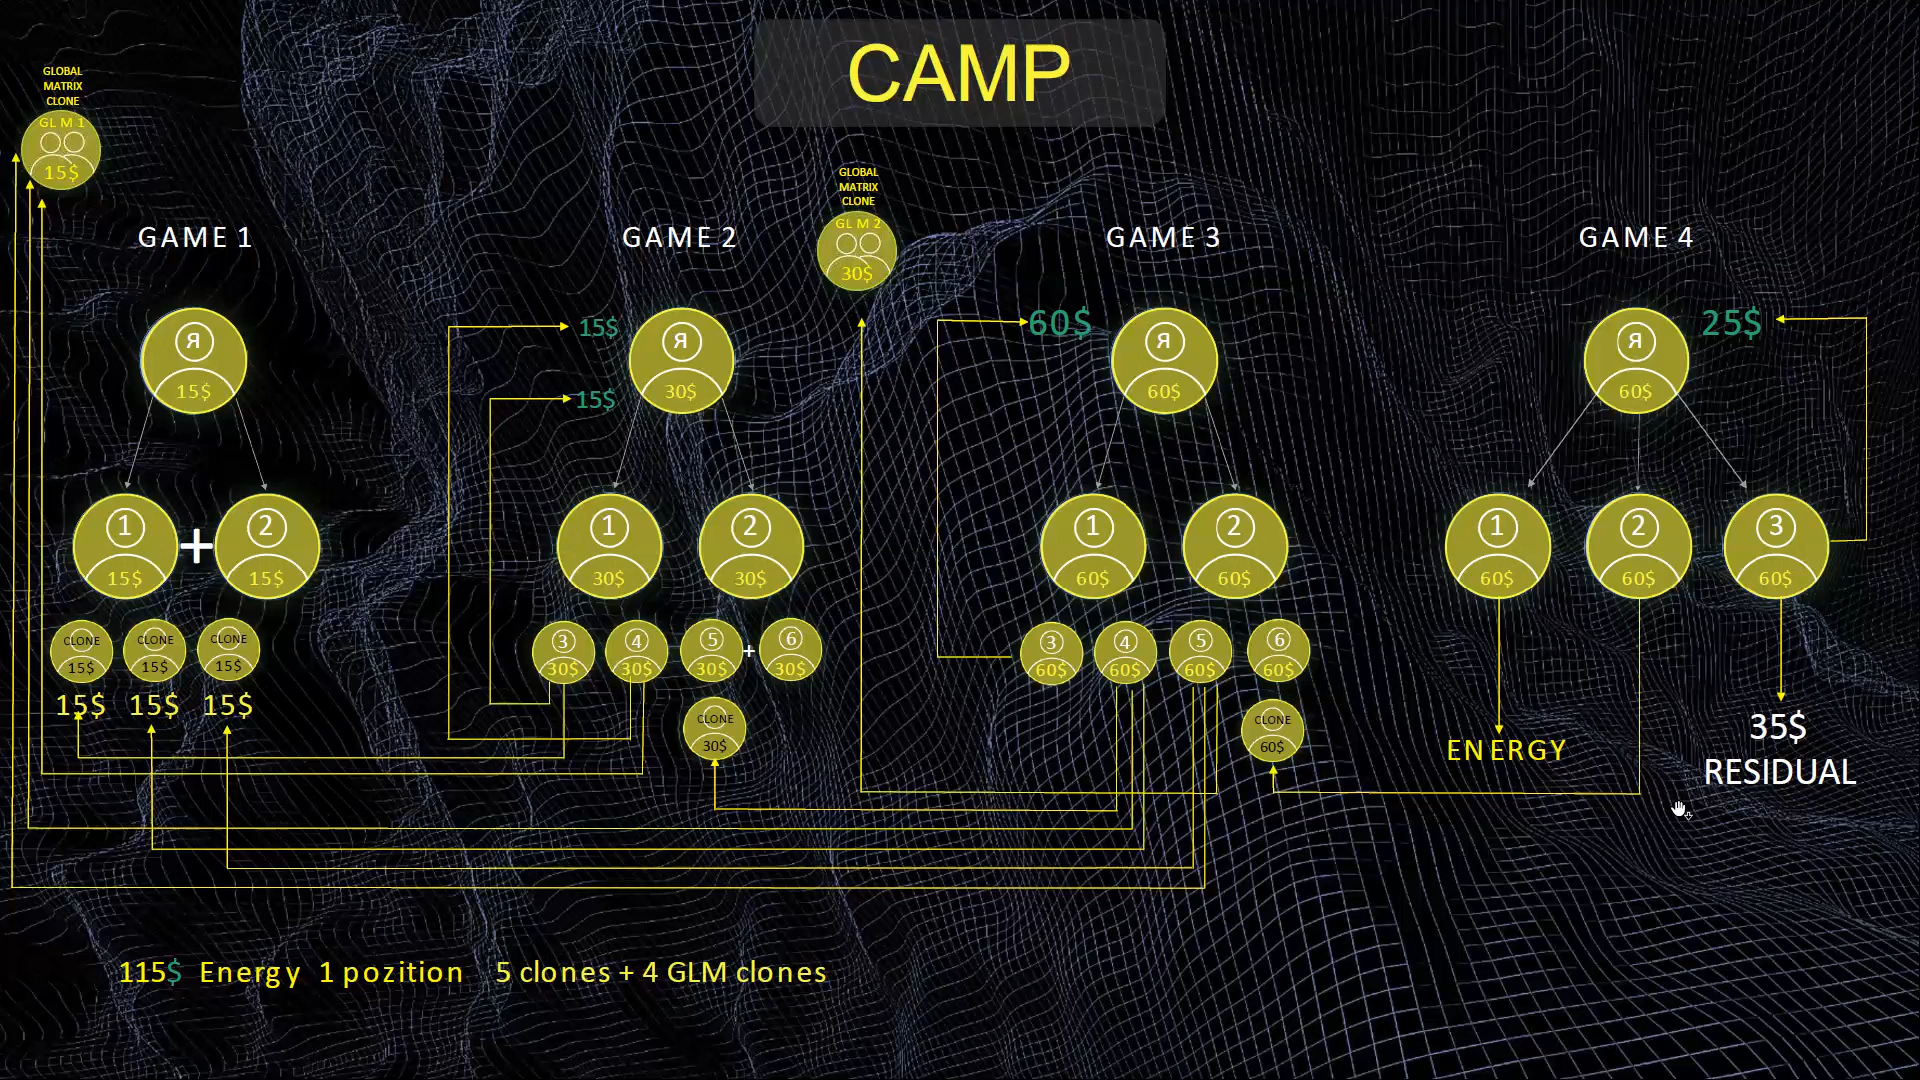 CAMP
GLOBAL
MATRIX
CLONE
GL M 1
15$
GLOBAL
MATRIX
CLONE
GL M 2
30$
GAME 1
GAME 2
GAME 3
GAME 4
Я
15$
15$
15$
Я
30$
60$
Я
60$
Я
60$
25$
1
15$
+
2
15$
1
30$
2
30$
1
60$
2
60$
1
60$
2
60$
3
60$
CLONE
15$
CLONE
15$
CLONE
15$
15$ 15$ 15$
3
30$
4
30$
5
30$
+
6
30$
CLONE
30$
3
60$
4
60$
5
60$
6
60$
CLONE
60$
ENERGY
35$
RESIDUAL
115$ Energy 1 pozition 5 clones + 4 GLM clones